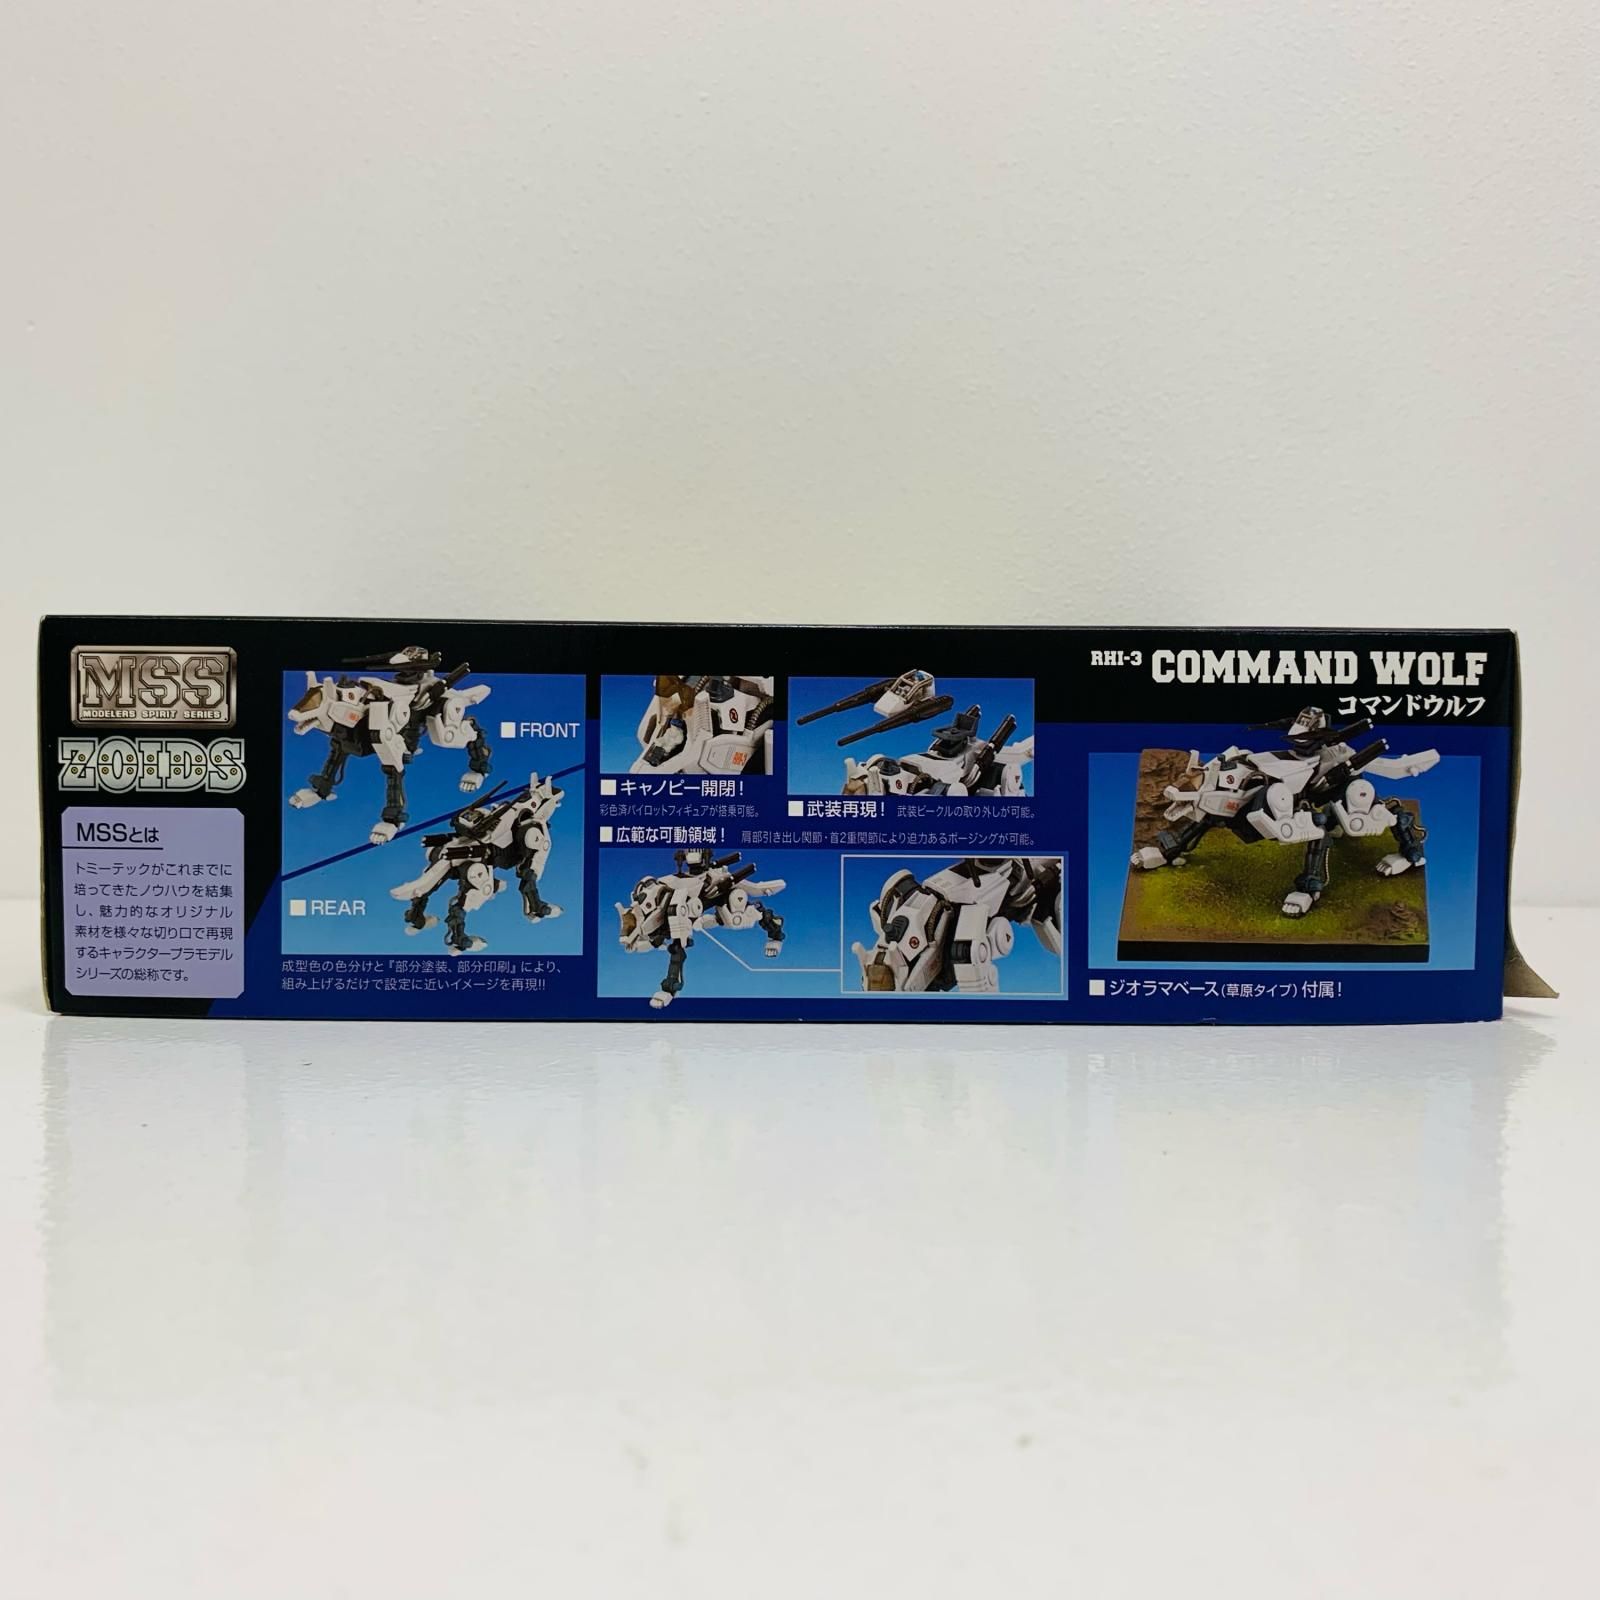 MSS
MODELERS SPIRIT SERIES
ZOIDS
MSSとは
トミーテックがこれまでに
培ってきたノウハウを結集
し、魅力的なオリジナル
素材を様々な切り口で再現
するキャラクタープラモデル
シリーズの総称です。
■FRONT
■REAR
成型色の色分けと『部分塗装、部分印刷』により、
組み上げるだけで設定に近いイメージを再現!!
■キャノピー開閉！
彩色済パイロットフィギュアが搭乗可能。
■武装再現！ 武装ビークルの取り外しが可能。
■広範な可動領域！ 肩部引き出し関節・首2重関節により迫力あるポージングが可能。
RHI-3 COMMAND WOLF
コマンドウルフ
■ジオラマベース(草原タイプ)付属！